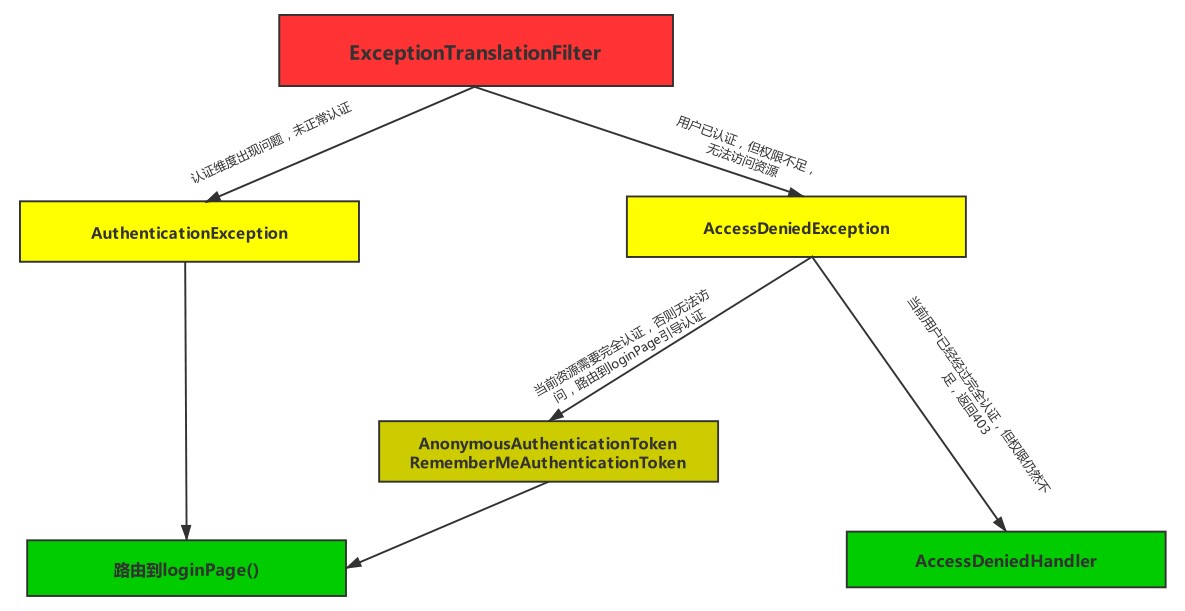 ExceptionTranslationFilter
认证维度出现问题，未正常认证
用户已认证，但权限不足，
无法访问资源
AuthenticationException
AccessDeniedException
当前资源需要完全认证，否则无法访
问，路由到loginPage引导认证
当前用户已经经过完全认证，但权限仍然不
足，返回403
AnonymousAuthenticationToken
RememberMeAuthenticationToken
路由到loginPage()
AccessDeniedHandler